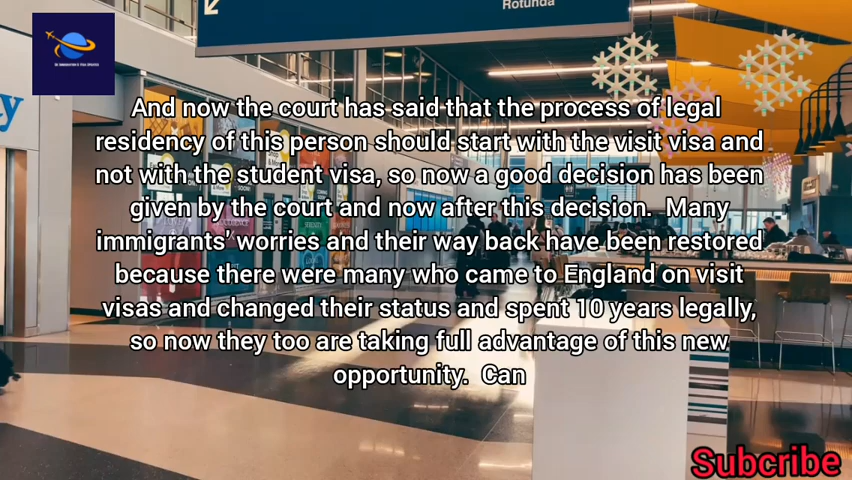 Rotunda
And now the court has said that the process of legal
residency of this person should start with the visit visa and
not with the student visa, so now a good decision has been
given by the court and now after this decision.  Many
immigrants' worries and their way back have been restored
because there were many who came to England on visit
visas and changed their status and spent 10 years legally,
so now they too are taking full advantage of this new
opportunity.  Can
Subcribe